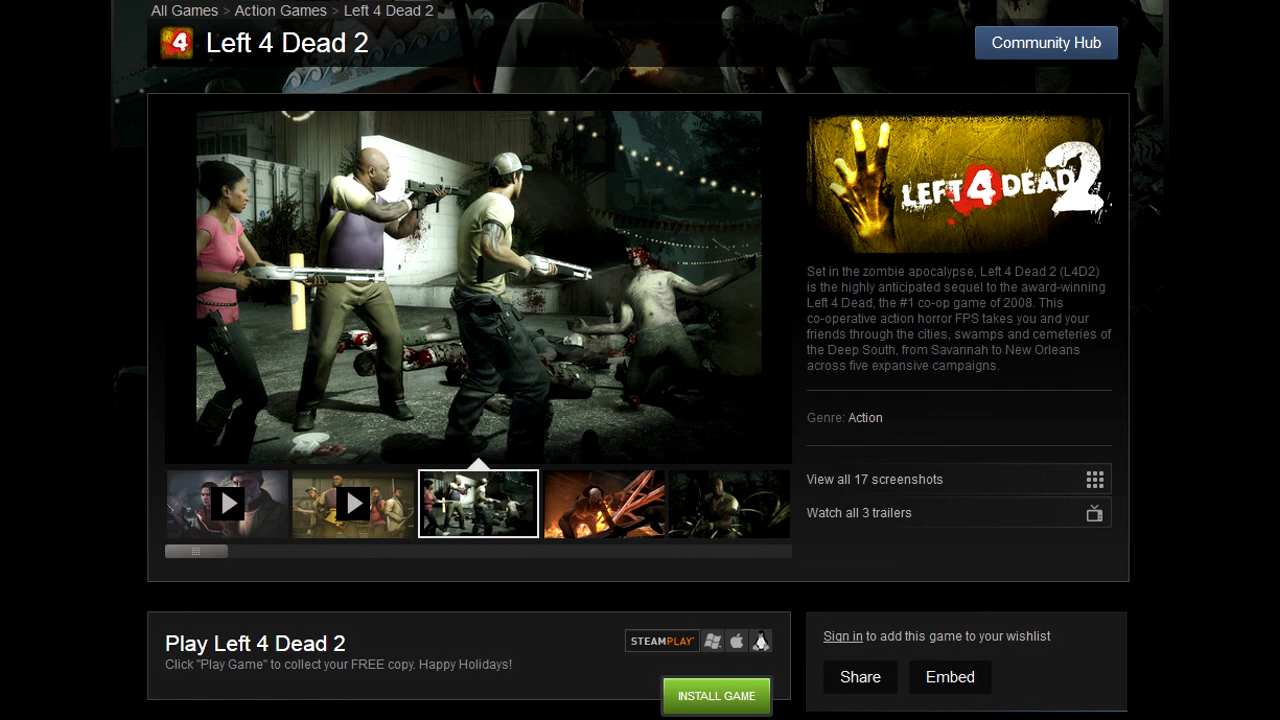 All Games > Action Games > Left 4 Dead 2
4 Left 4 Dead 2
Community Hub
LEFT 4 DEAD 2
Set in the zombie apocalypse, Left 4 Dead 2 (L4D2)
is the highly anticipated sequel to the award-winning
Left 4 Dead, the #1 co-op game of 2008. This
co-operative action horror FPS takes you and your
friends through the cities, swamps and cemeteries of
the Deep South, from Savannah to New Orleans
across five expansive campaigns.
Genre: Action
View all 17 screenshots
Watch all 3 trailers
Play Left 4 Dead 2
STEAMPLAY
Click "Play Game" to collect your FREE copy. Happy Holidays!
INSTALL GAME
Sign in to add this game to your wishlist
Share Embed